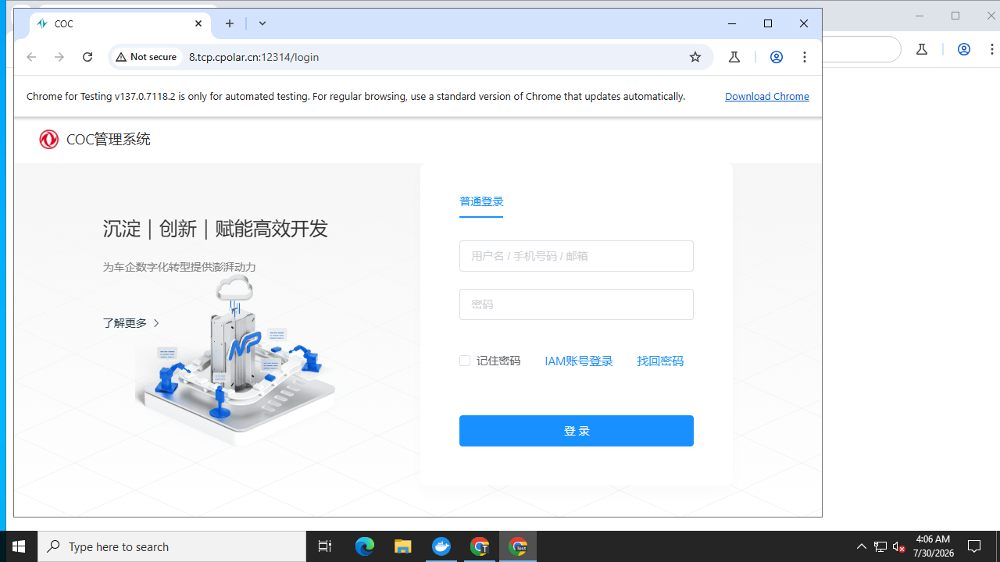 COC
Not secure
8.tcp.cpolar.cn:12314/login
Chrome for Testing v137.0.7118.2 is only for automated testing. For regular browsing, use a standard version of Chrome that updates automatically.
Download Chrome
COC管理系统
普通登录
沉淀｜创新｜赋能高效开发
用户名 / 手机号码 / 邮箱
为车企数字化转型提供澎湃动力
密码
了解更多
记住密码
IAM账号登录
找回密码
登 录
Type here to search
4:06 AM
7/30/2026